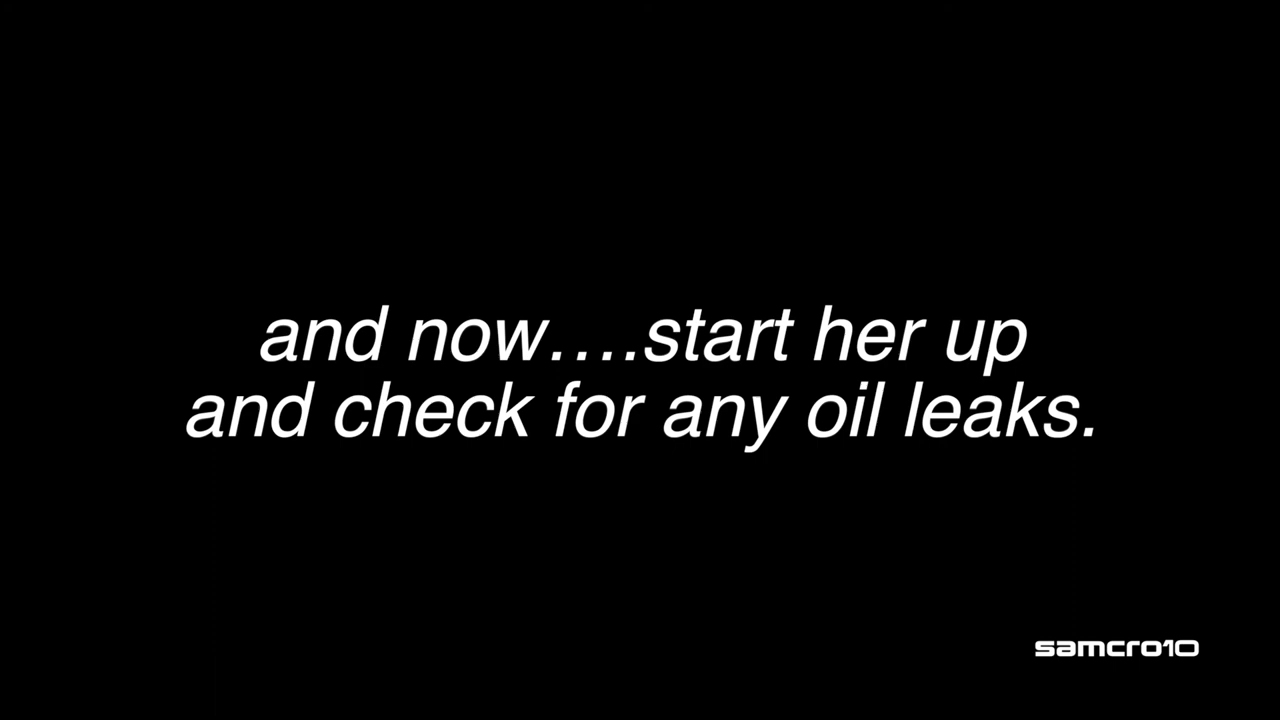 and now....start her up
and check for any oil leaks.
samcro10